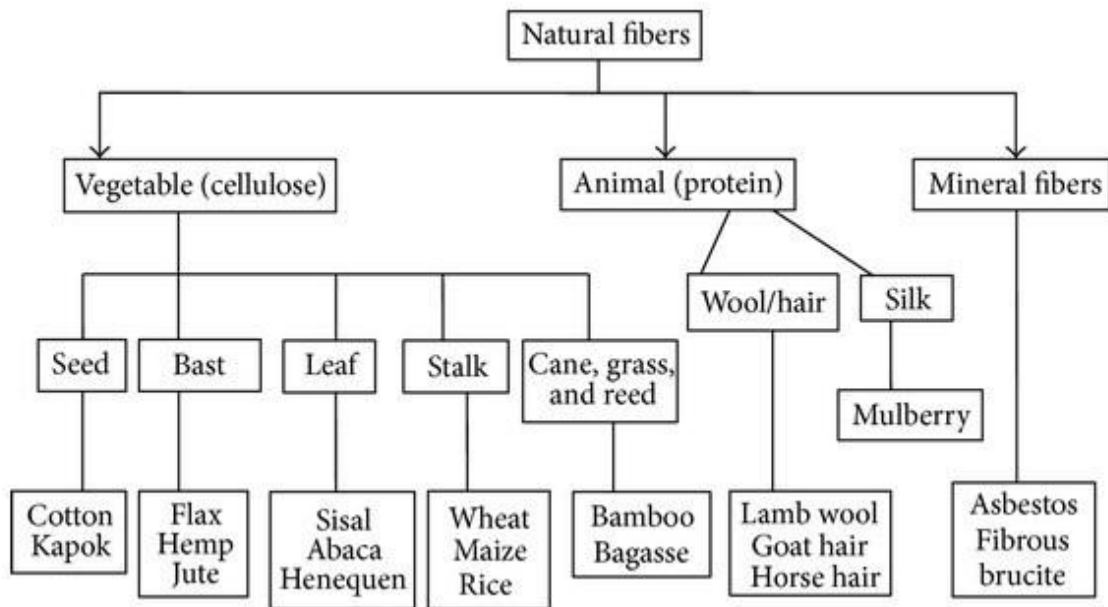 Natural fibers
Vegetable (cellulose)
Animal (protein)
Mineral fibers
Wool/hair
Silk
Seed
Bast
Leaf
Stalk
Cane, grass,
and reed
Mulberry
Cotton
Kapok
Flax
Hemp
Jute
Sisal
Abaca
Henequen
Wheat
Maize
Rice
Bamboo
Bagasse
Lamb wool
Goat hair
Horse hair
Asbestos
Fibrous
brucite